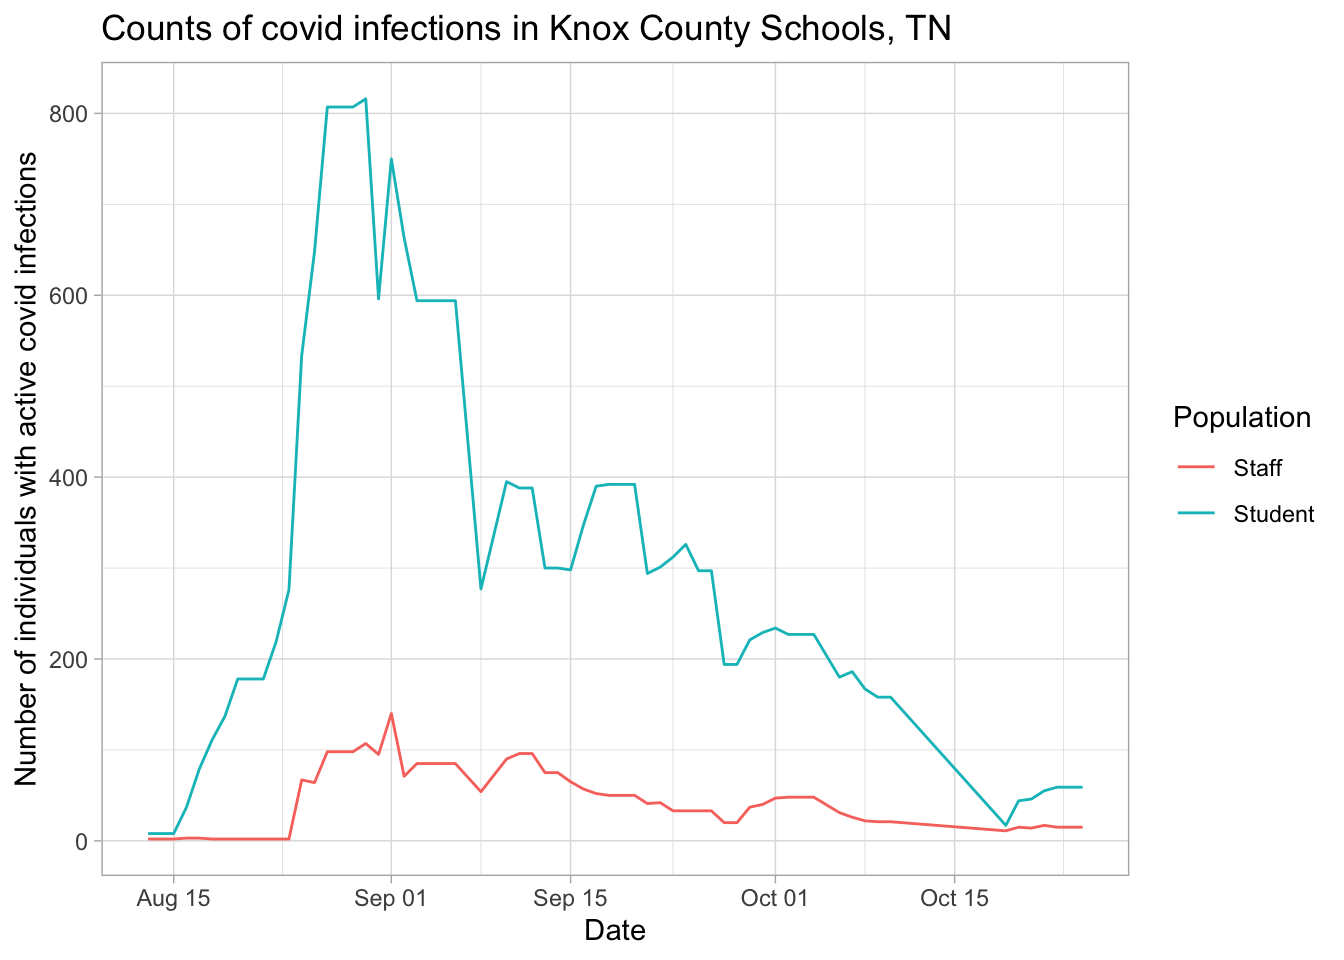 Counts of covid infections in Knox County Schools, TN
Number of individuals with active covid infections
800
600
400
200
0
Aug 15
Sep 01
Sep 15
Oct 01
Oct 15
Date
Population
Staff
Student